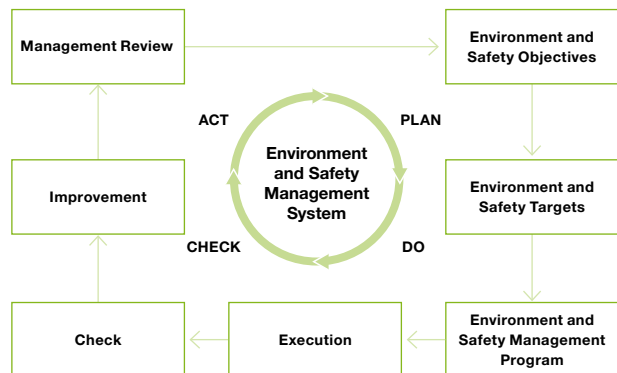 Management Review
Environment and
Safety Objectives
ACT
PLAN
Environment
and Safety
Management
System
Improvement
Environment and
Safety Targets
CHECK
DO
Check
Execution
Environment and
Safety Management
Program